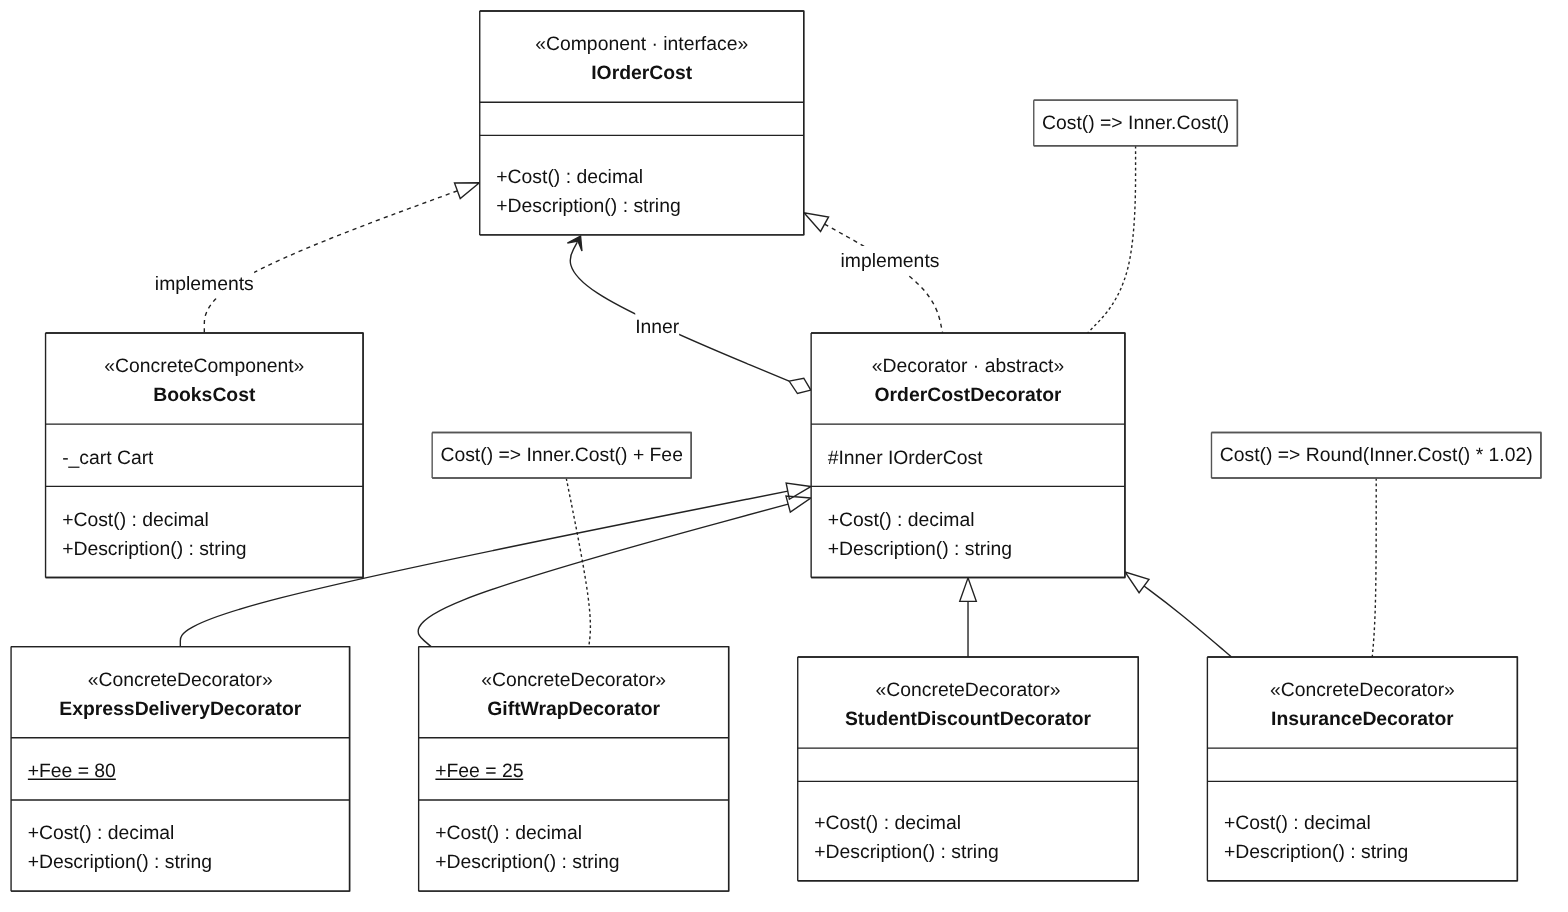 «Component · interface»
IOrderCost
+Cost() : decimal
+Description() : string
Cost() => Inner.Cost()
implements
implements
Inner
«ConcreteComponent»
BooksCost
-_cart Cart
+Cost() : decimal
+Description() : string
Cost() => Inner.Cost() + Fee
«Decorator · abstract»
OrderCostDecorator
#Inner IOrderCost
+Cost() : decimal
+Description() : string
Cost() => Round(Inner.Cost() * 1.02)
«ConcreteDecorator»
ExpressDeliveryDecorator
+Fee = 80
+Cost() : decimal
+Description() : string
«ConcreteDecorator»
GiftWrapDecorator
+Fee = 25
+Cost() : decimal
+Description() : string
«ConcreteDecorator»
StudentDiscountDecorator
+Cost() : decimal
+Description() : string
«ConcreteDecorator»
InsuranceDecorator
+Cost() : decimal
+Description() : string